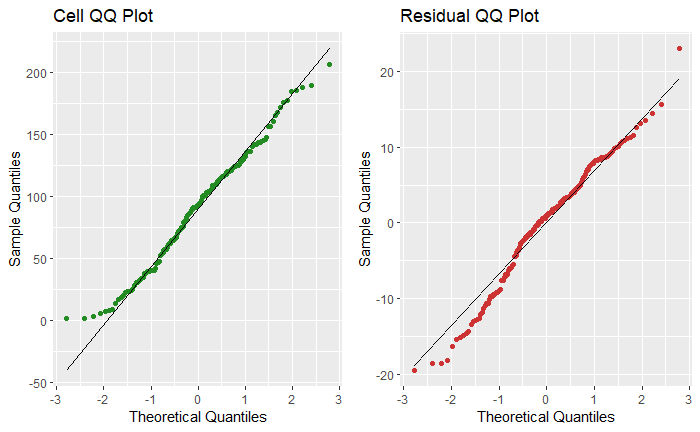 Cell QQ Plot
Sample Quantiles
200
150
100
50
0
-50
-3 -2 -1 0 1 2 3
Theoretical Quantiles
Residual QQ Plot
Sample Quantiles
20
10
0
-10
-20
-3 -2 -1 0 1 2 3
Theoretical Quantiles